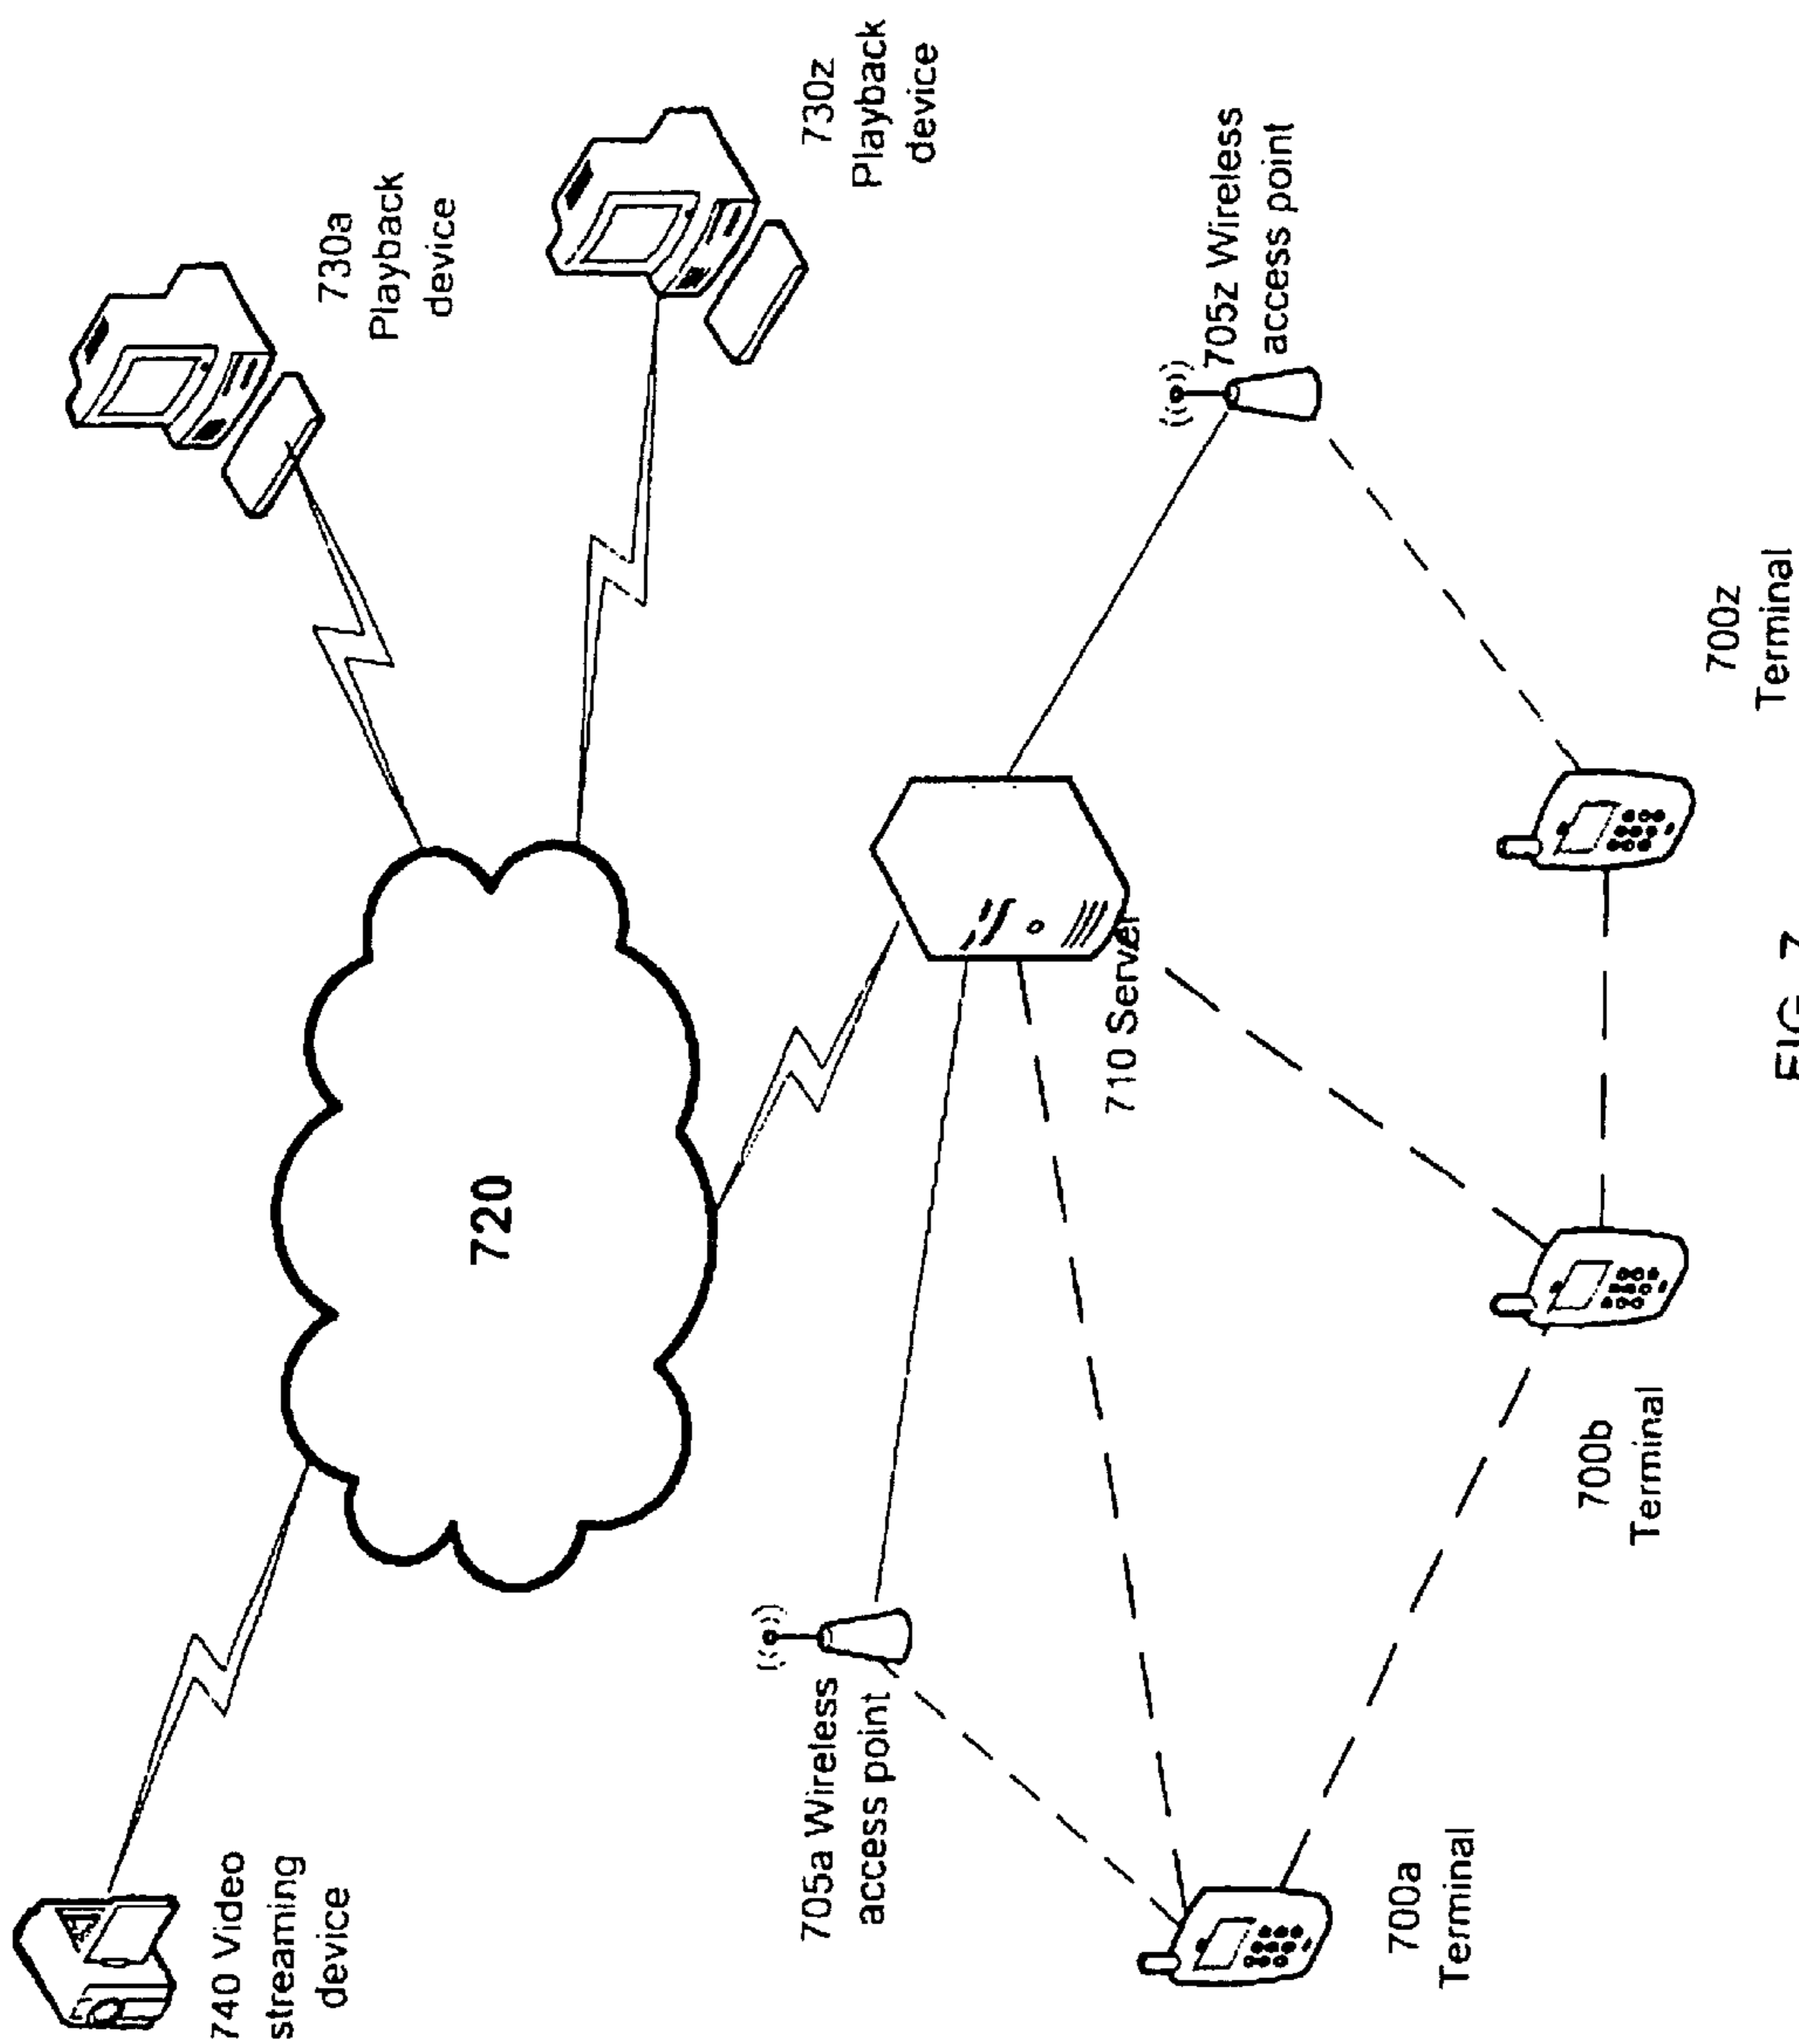 740 Video
streaming
device
720
730a
Playback
device
730z
Playback
device
705a Wireless
access point
710 Server
705z Wireless
access point
700a
Terminal
700b
Terminal
700z
Terminal
FIG. 7